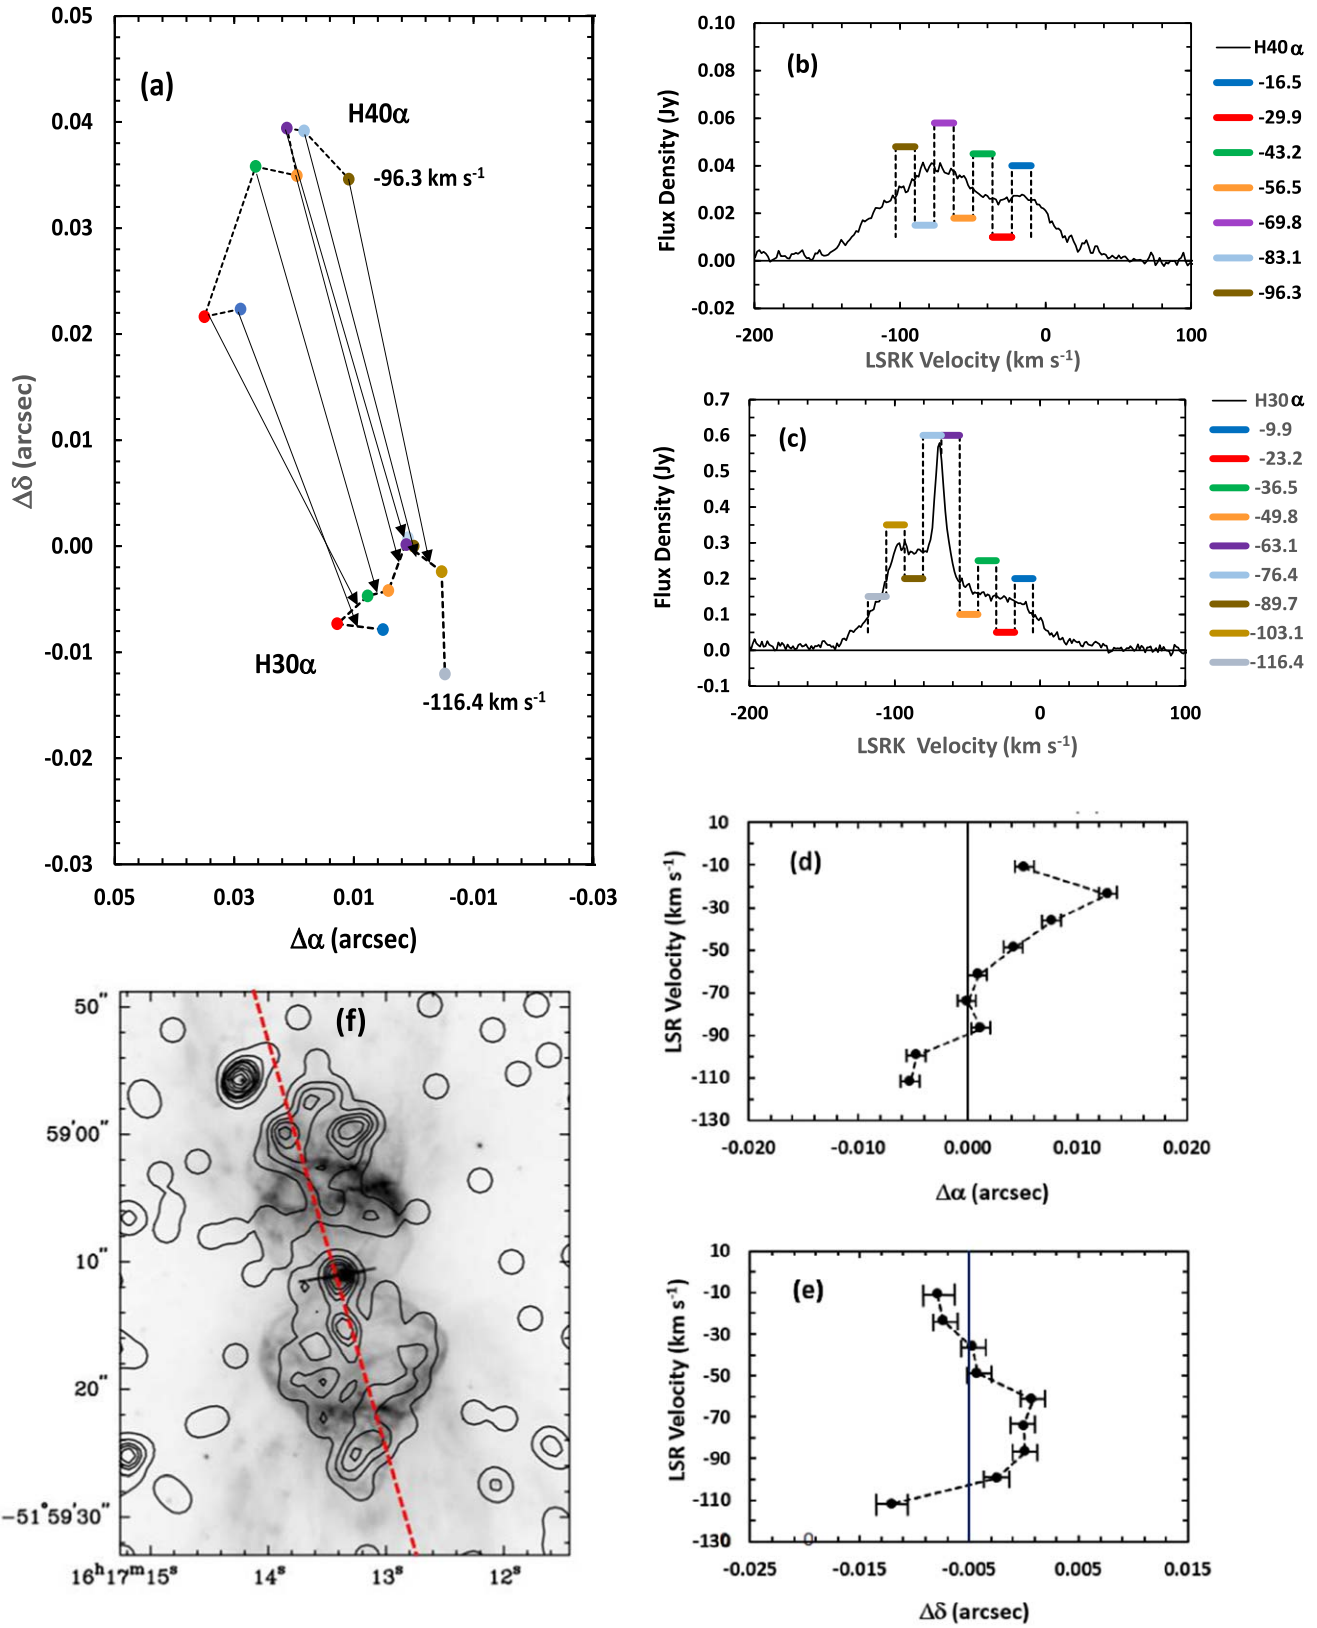 (a)
H40α
-96.3 km s-1
H30α
-116.4 km s-1
0.05
0.04
0.03
0.02
0.01
0.00
-0.01
-0.02
-0.03
Δδ (arcsec)
0.05 0.03 0.01 -0.01 -0.03
Δα (arcsec)
(b)
0.10
0.08
0.06
0.04
0.02
0.00
-0.02
Flux Density (Jy)
-200 -100 0 100
LSRK Velocity (km s-1)
H40α
-16.5
-29.9
-43.2
-56.5
-69.8
-83.1
-96.3
(c)
0.7
0.6
0.5
0.4
0.3
0.2
0.1
0.0
-0.1
Flux Density (Jy)
-200 -100 0 100
LSRK Velocity (km s-1)
H30α
-9.9
-23.2
-36.5
-49.8
-63.1
-76.4
-89.7
-103.1
-116.4
(d)
10
-10
-30
-50
-70
-90
-110
-130
LSR Velocity (km s-1)
-0.020 -0.010 0.000 0.010 0.020
Δα (arcsec)
(e)
10
-10
-30
-50
-70
-90
-110
-130
0
LSR Velocity (km s-1)
-0.025 -0.015 -0.005 0.005 0.015
Δδ (arcsec)
(f)
50"
59'00"
10"
20"
-51°59'30"
16h17m15s 14s 13s 12s